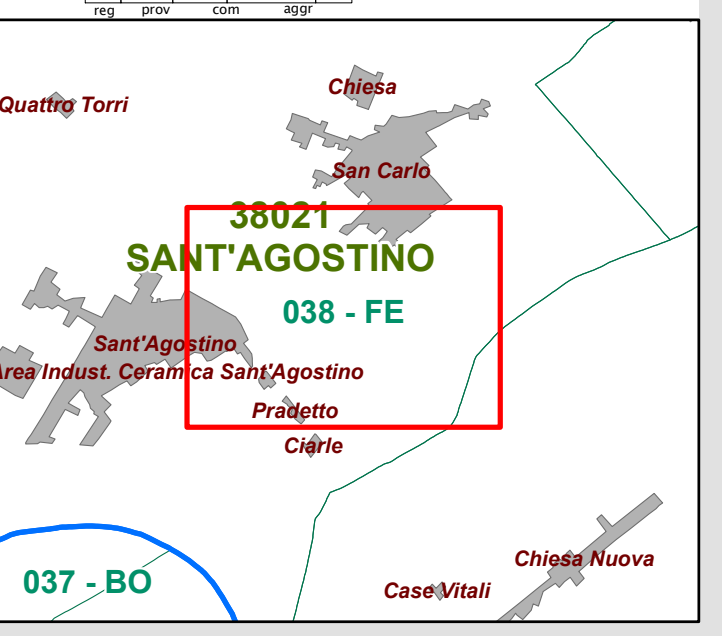 reg prov com aggr
Chiesa
Quattro Torri
San Carlo
38021
SANT'AGOSTINO
038 - FE
Sant'Agostino
Area Indust. Ceramica Sant'Agostino
Pradetto
Ciarle
Chiesa Nuova
037 - BO
Case Vitali